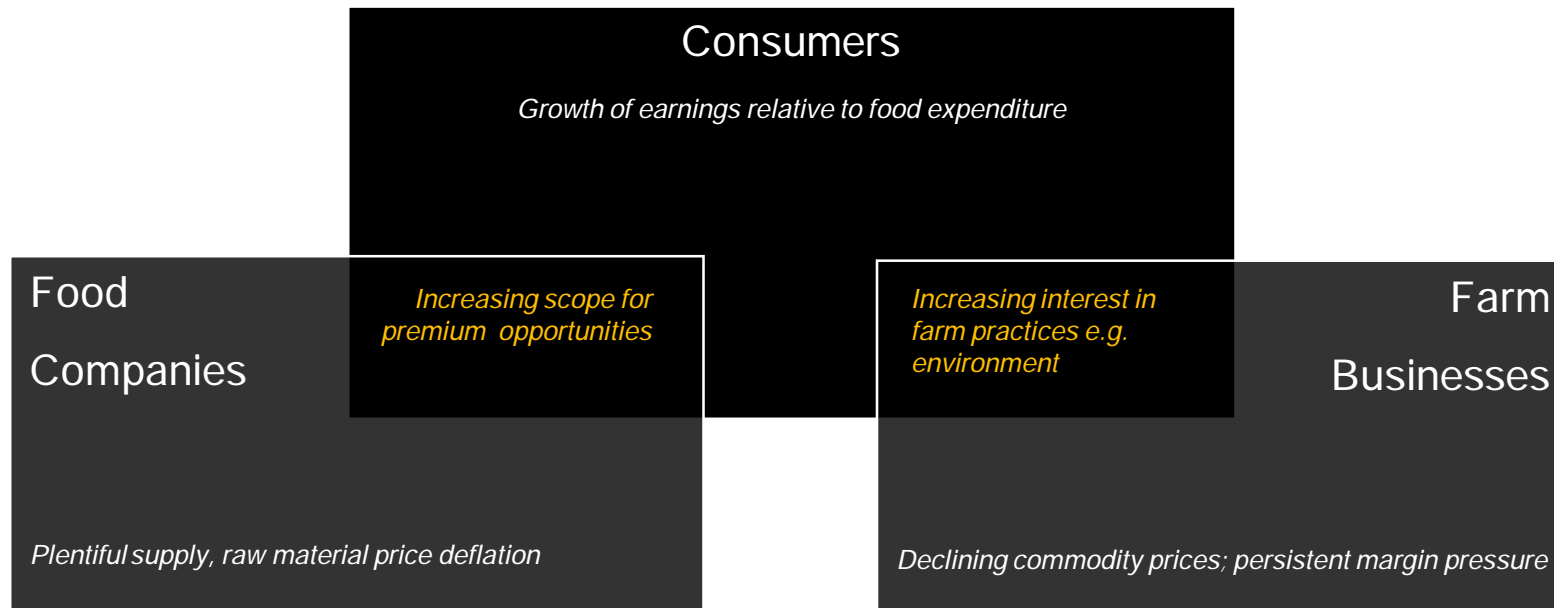 Consumers
Growth of earnings relative to food expenditure
Food
Companies
Increasing scope for
premium opportunities
Increasing interest in
farm practices e.g.
environment
Farm
Businesses
Plentiful supply, raw material price deflation
Declining commodity prices; persistent margin pressure